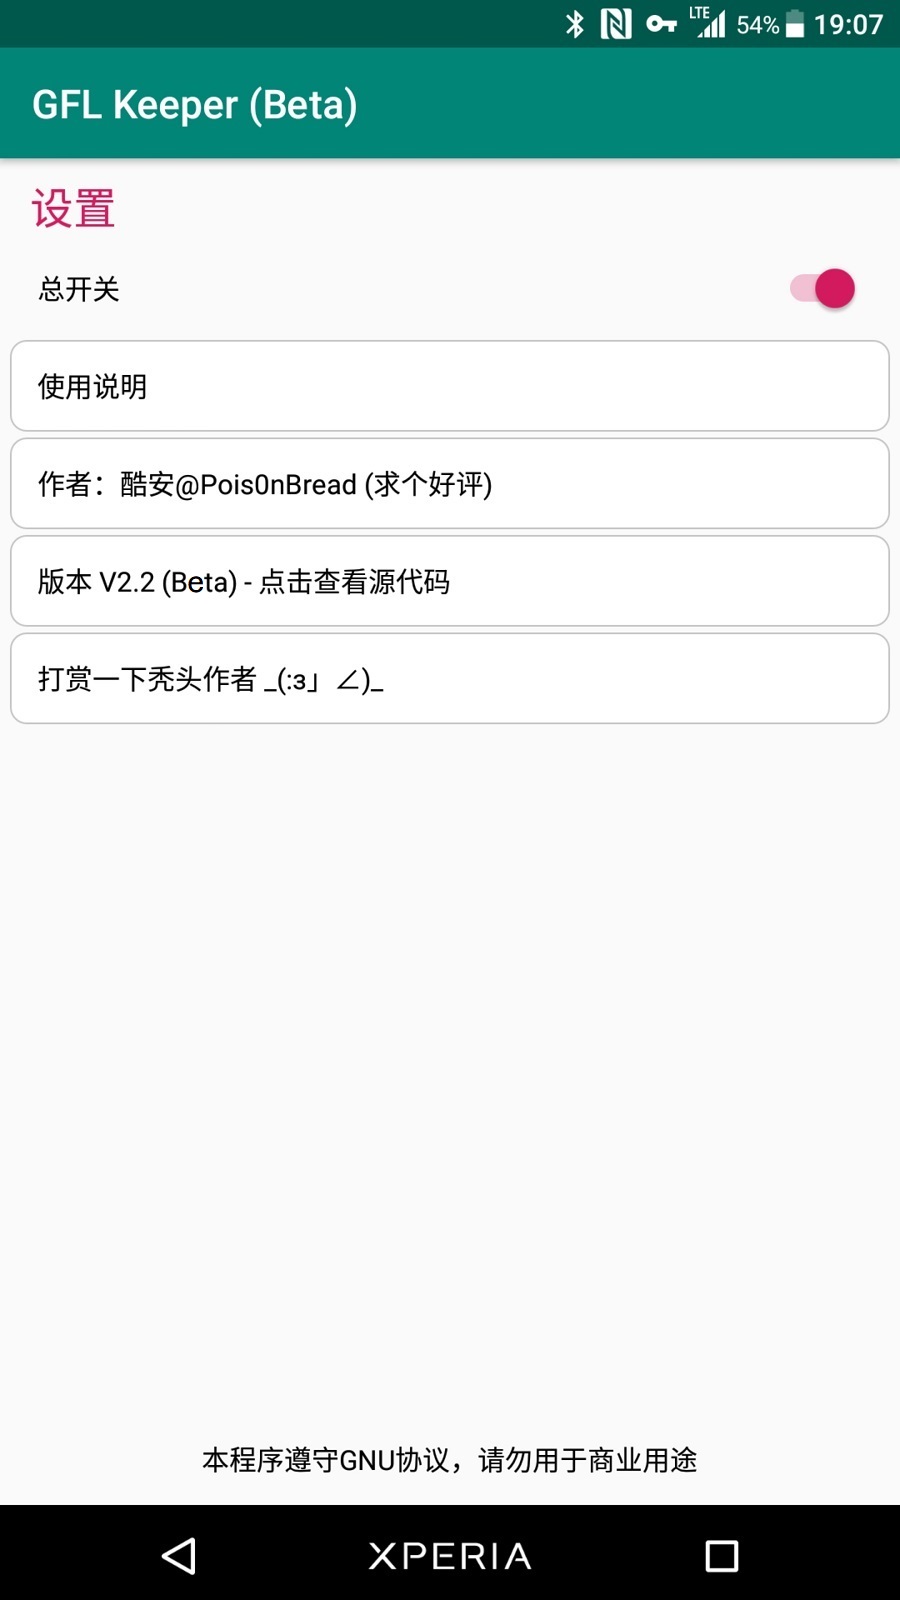 LTE 54% 19:07
GFL Keeper (Beta)
设置
总开关
使用说明
作者：酷安@Pois0nBread (求个好评)
版本 V2.2 (Beta) - 点击查看源代码
打赏一下秃头作者 _(:з」∠)_
本程序遵守GNU协议，请勿用于商业用途
XPERIA